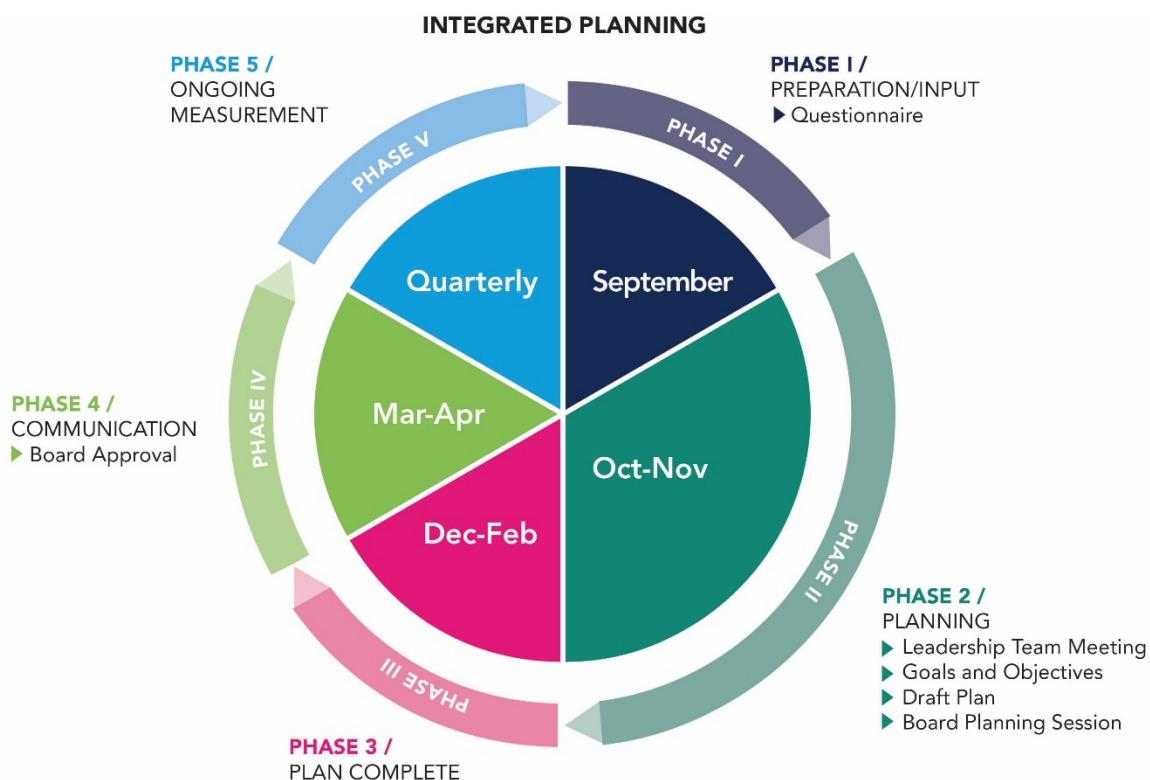 INTEGRATED PLANNING
PHASE 5 /
ONGOING
MEASUREMENT
PHASE I /
PREPARATION/INPUT
Questionnaire
PHASE V
PHASE I
Quarterly
September
PHASE 4 /
COMMUNICATION
Board Approval
PHASE IV
Mar-Apr
Oct-Nov
Dec-Feb
PHASE II
PHASE 2 /
PLANNING
Leadership Team Meeting
Goals and Objectives
Draft Plan
Board Planning Session
PHASE III
PHASE 3 /
PLAN COMPLETE